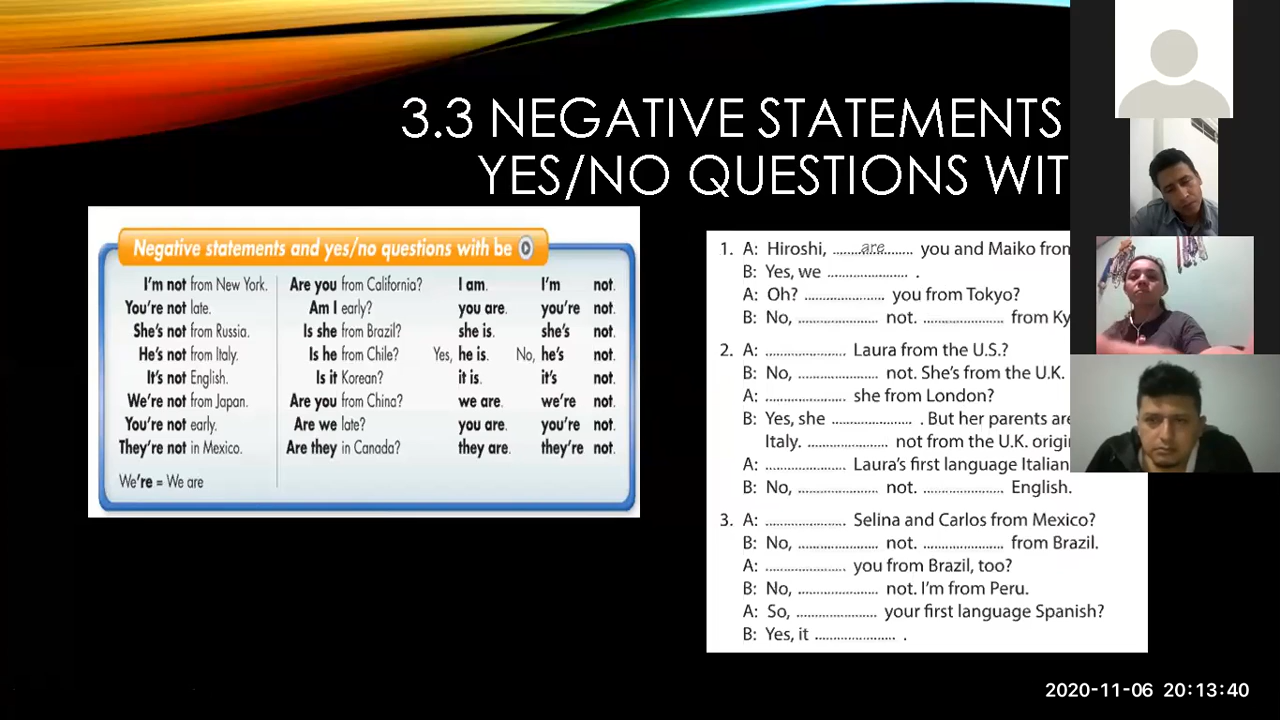 3.3 NEGATIVE STATEMENTS
YES/NO QUESTIONS WIT
Negative statements and yes/no questions with be
I'm not from New York. Are you from California? I am. I'm not.
You're not late. Am I early? you are. you're not.
She's not from Russia. Is she from Brazil? she is. she's not.
He's not from Italy. Is he from Chile? Yes, he is. No, he's not.
It's not English. Is it Korean? it is. it's not.
We're not from Japan. Are you from China? we are. we're not.
You're not early. Are we late? you are. you're not.
They're not in Mexico. Are they in Canada? they are. they're not.
We're = We are
1. A: Hiroshi, ........are........ you and Maiko from
B: Yes, we ..................... .
A: Oh? ..................... you from Tokyo?
B: No, ..................... not. ..................... from Ky
2. A: ..................... Laura from the U.S.?
B: No, ..................... not. She's from the U.K.
A: ..................... she from London?
B: Yes, she ..................... . But her parents are
Italy. ..................... not from the U.K. origi
A: ..................... Laura's first language Italian
B: No, ..................... not. ..................... English.
3. A: ..................... Selina and Carlos from Mexico?
B: No, ..................... not. ..................... from Brazil.
A: ..................... you from Brazil, too?
B: No, ..................... not. I'm from Peru.
A: So, ..................... your first language Spanish?
B: Yes, it ..................... .
2020-11-06 20:13:40